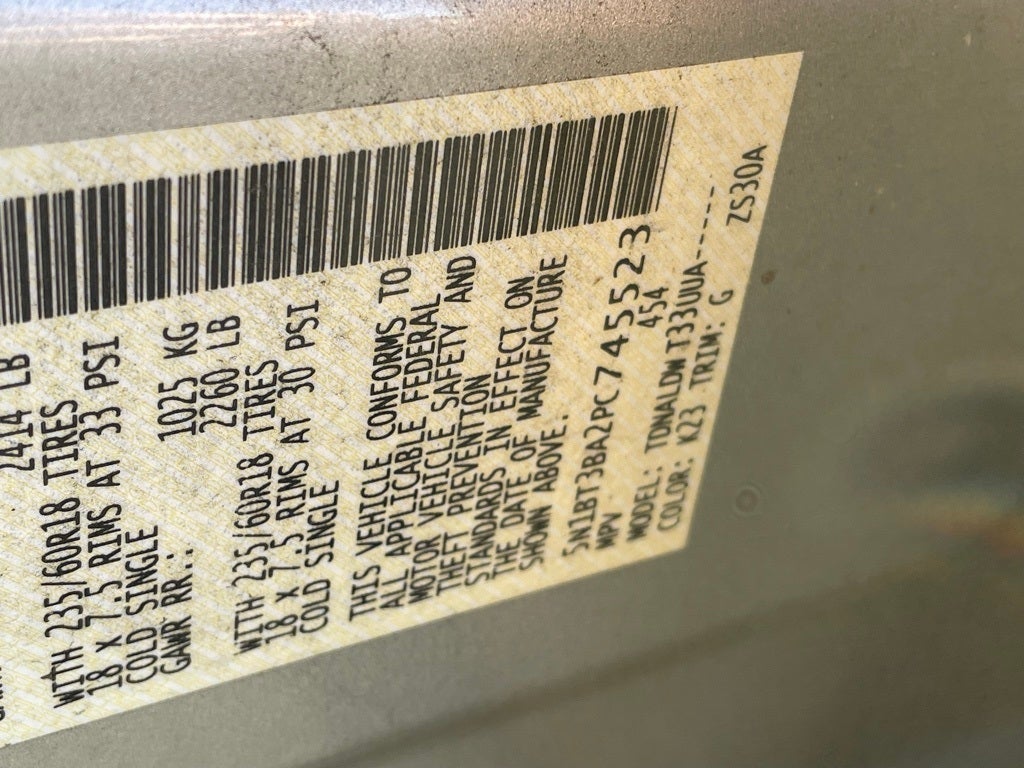 2414 LB
WITH 235/60R18 TIRES
18 X 7.5 RIMS AT 33 PSI
COLD SINGLE
GAWR RR.: 1025 KG
2260 LB
WITH 235/60R18 TIRES
18 X 7.5 RIMS AT 30 PSI
COLD SINGLE
THIS VEHICLE CONFORMS TO
ALL APPLICABLE FEDERAL
MOTOR VEHICLE SAFETY AND
THEFT PREVENTION
STANDARDS IN EFFECT ON
THE DATE OF MANUFACTURE
SHOWN ABOVE.
5N1BT3BA2PC745523
MPV 454
MODEL: TONALDW T33UUA------
COLOR: K23 TRIM: G ZS30A